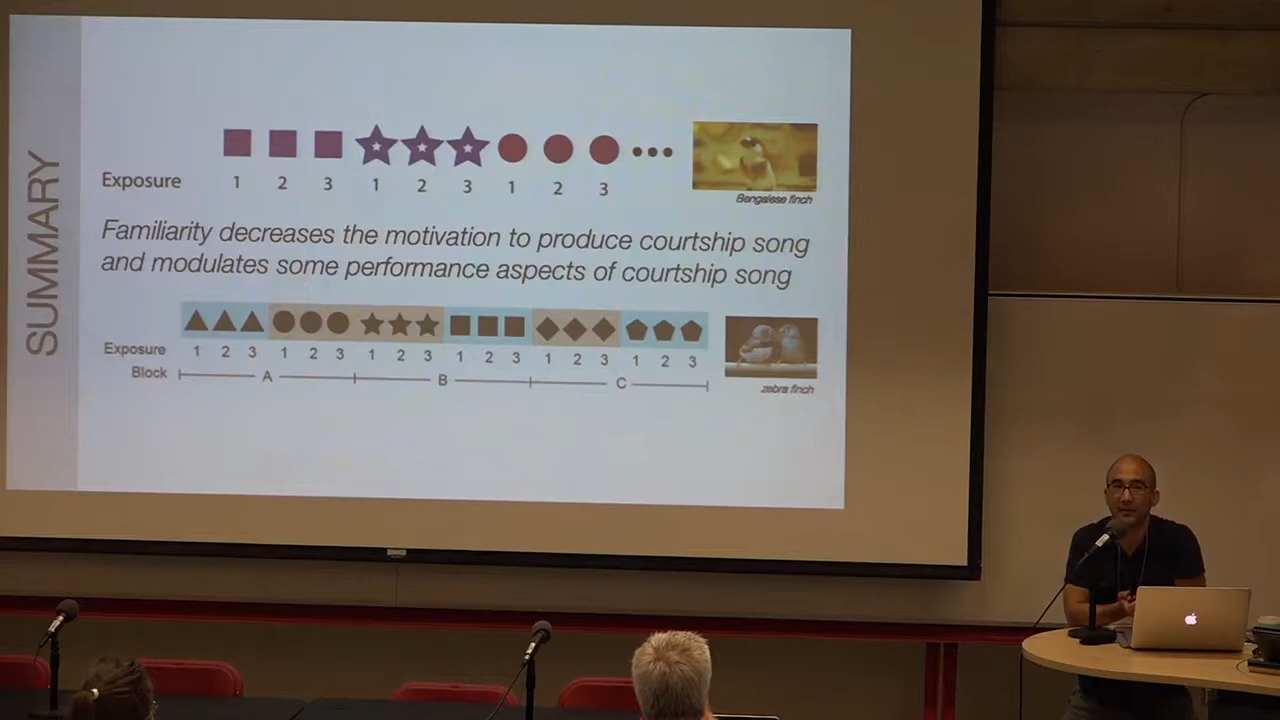 SUMMARY
Exposure 1 2 3 1 2 3 1 2 3
Bengalese finch
Familiarity decreases the motivation to produce courtship song
and modulates some performance aspects of courtship song
Exposure 1 2 3 1 2 3 1 2 3 1 2 3 1 2 3 1 2 3
Block A B C
zebra finch